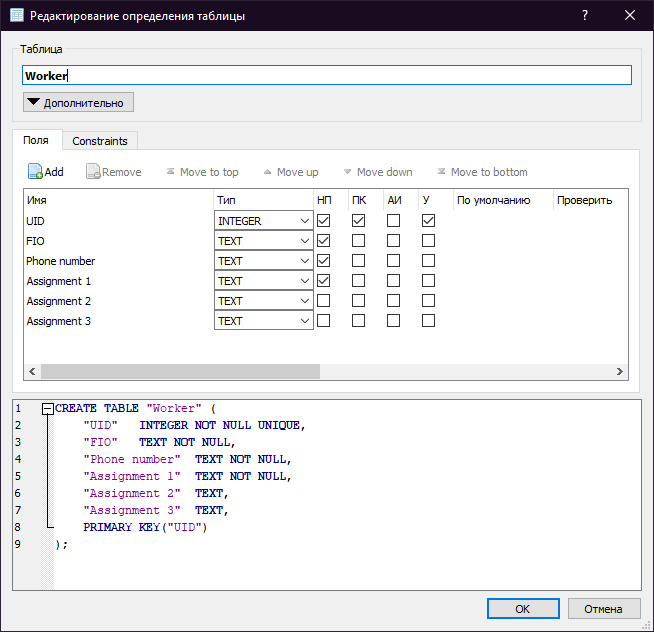 Редактирование определения таблицы
?
Таблица
Worker
Дополнительно
Поля Constraints
Add Remove Move to top Move up Move down Move to bottom
Имя Тип НП ПК АИ У По умолчанию Проверить
UID INTEGER
FIO TEXT
Phone number TEXT
Assignment 1 TEXT
Assignment 2 TEXT
Assignment 3 TEXT
1 CREATE TABLE "Worker" (
2 "UID" INTEGER NOT NULL UNIQUE,
3 "FIO" TEXT NOT NULL,
4 "Phone number" TEXT NOT NULL,
5 "Assignment 1" TEXT NOT NULL,
6 "Assignment 2" TEXT,
7 "Assignment 3" TEXT,
8 PRIMARY KEY("UID")
9 );
OK Отмена